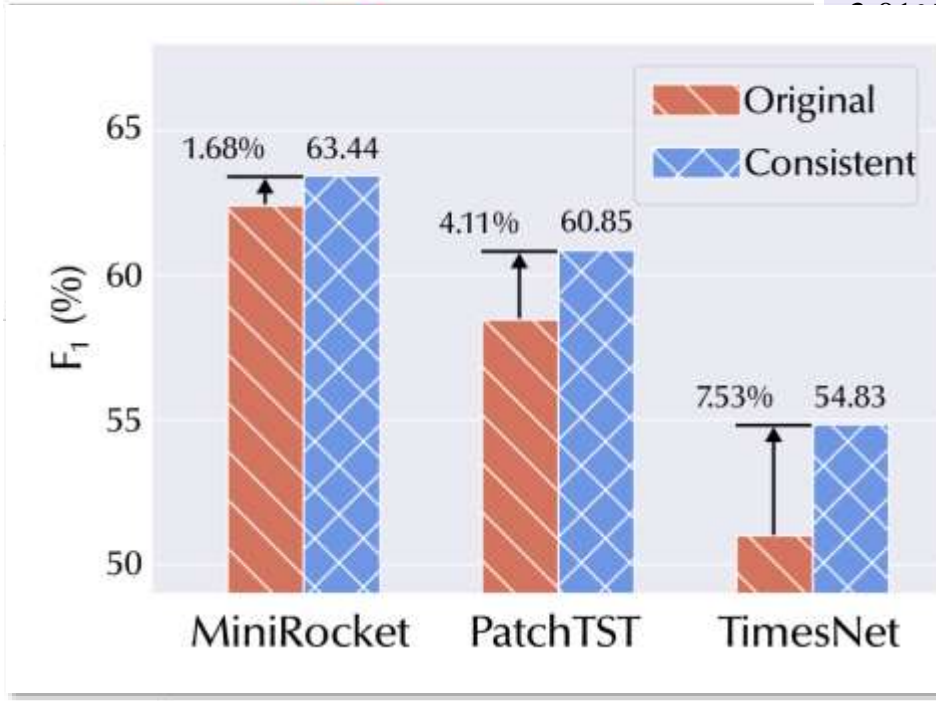 Original
Consistent
65
60
55
50
F₁ (%)
1.68% 63.44
4.11% 60.85
7.53% 54.83
MiniRocket PatchTST TimesNet